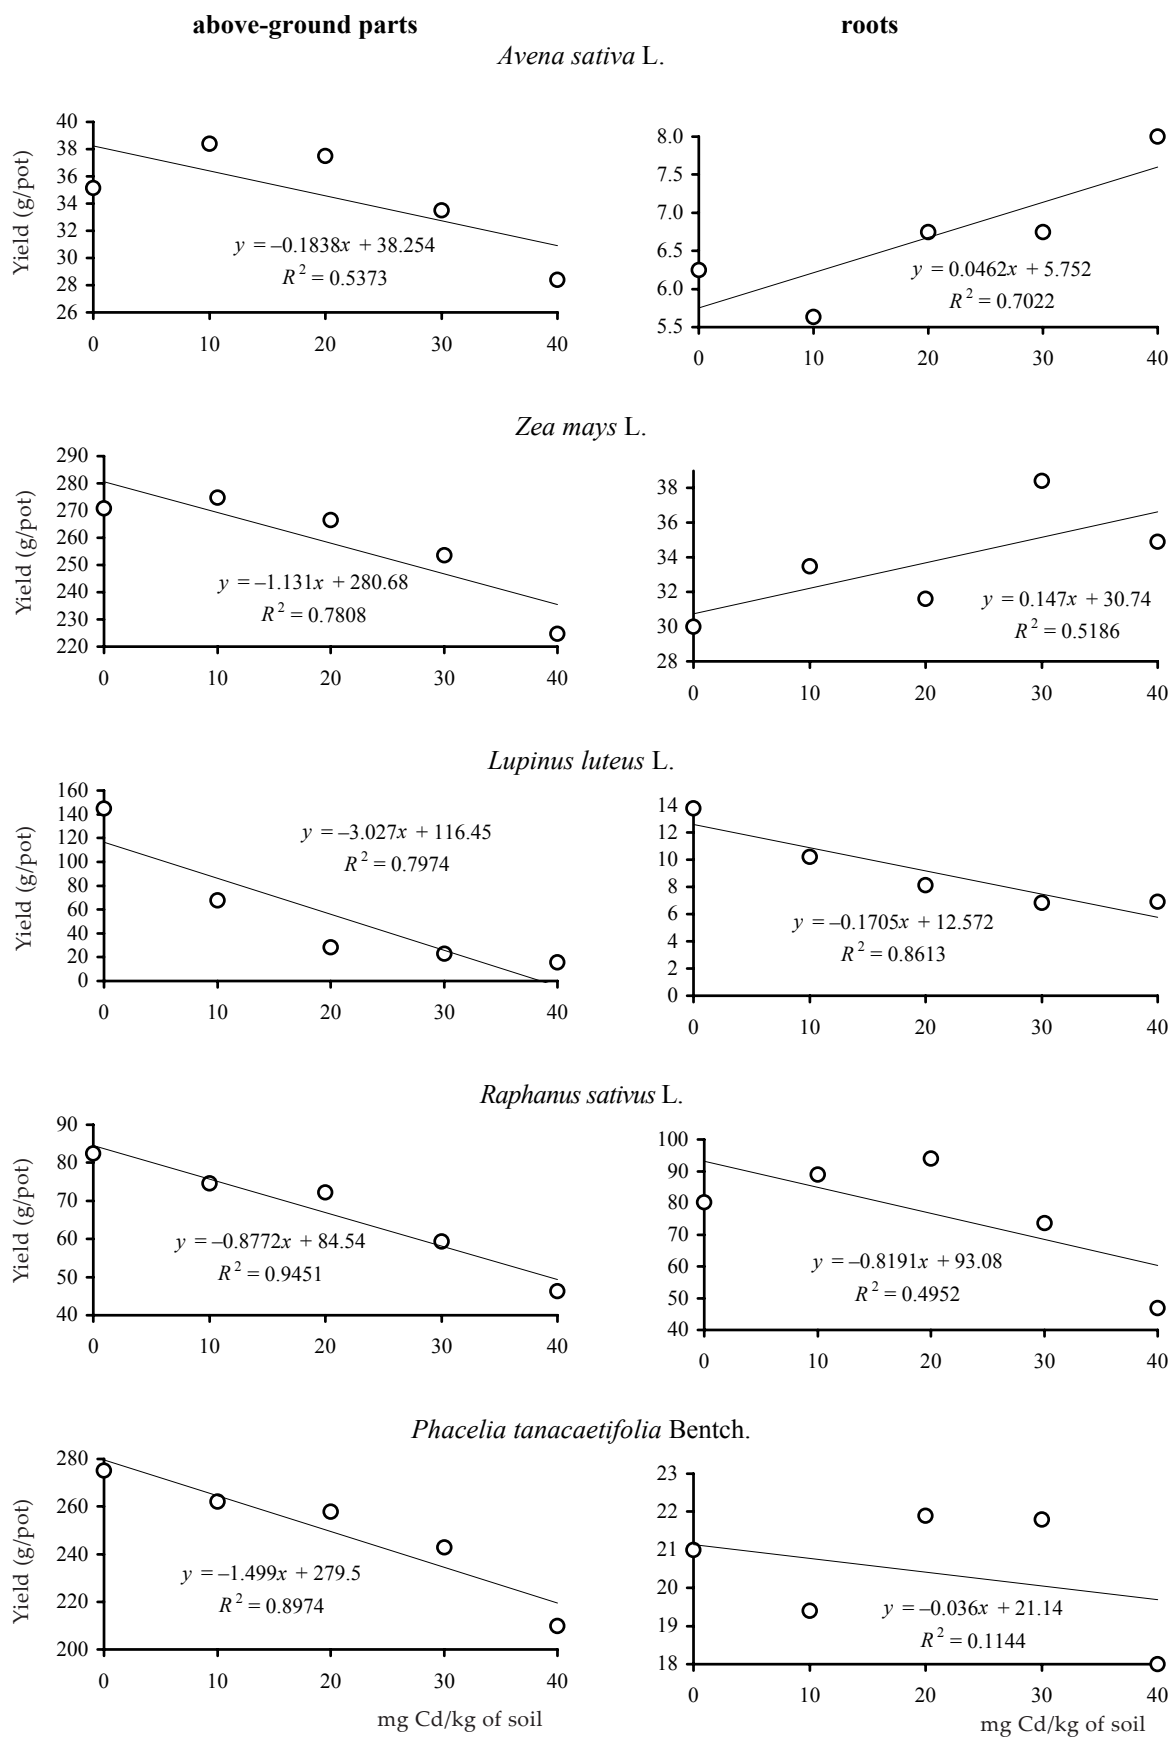 above-ground parts
roots
Avena sativa L.
Yield (g/pot)
40
38
36
34
32
30
28
26
0 10 20 30 40
y = –0.1838x + 38.254
R² = 0.5373
8.0
7.5
7.0
6.5
6.0
5.5
0 10 20 30 40
y = 0.0462x + 5.752
R² = 0.7022
Zea mays L.
Yield (g/pot)
290
280
270
260
250
240
230
220
0 10 20 30 40
y = –1.131x + 280.68
R² = 0.7808
38
36
34
32
30
28
0 10 20 30 40
y = 0.147x + 30.74
R² = 0.5186
Lupinus luteus L.
Yield (g/pot)
160
140
120
100
80
60
40
20
0
0 10 20 30 40
y = –3.027x + 116.45
R² = 0.7974
14
12
10
8
6
4
2
0
0 10 20 30 40
y = –0.1705x + 12.572
R² = 0.8613
Raphanus sativus L.
Yield (g/pot)
90
80
70
60
50
40
0 10 20 30 40
y = –0.8772x + 84.54
R² = 0.9451
100
90
80
70
60
50
40
0 10 20 30 40
y = –0.8191x + 93.08
R² = 0.4952
Phacelia tanacaetifolia Bentch.
Yield (g/pot)
280
260
240
220
200
0 10 20 30 40
y = –1.499x + 279.5
R² = 0.8974
mg Cd/kg of soil
23
22
21
20
19
18
0 10 20 30 40
y = –0.036x + 21.14
R² = 0.1144
mg Cd/kg of soil